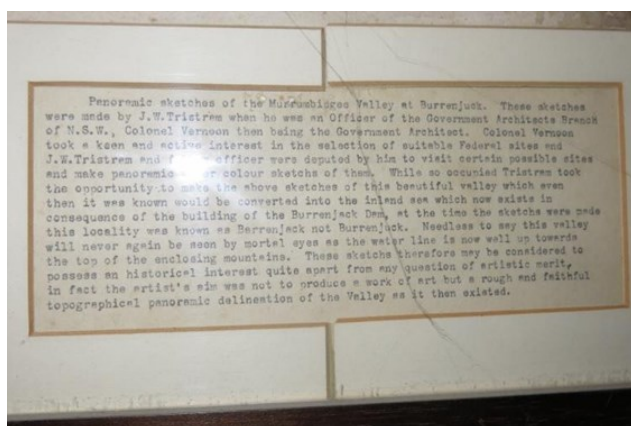 Panoramic sketches of the Murrumbidgee Valley at Burrenjuck. These sketches
were made by J.W.Tristram when he was an Officer of the Government Architects Branch
of N.S.W., Colonel Vernoon then being the Government Architect. Colonel Vernoon
took a keen and active interest in the selection of suitable Federal sites and
J.W.Tristram and officer were deputed by him to visit certain possible sites
and make panoramic colour sketchs of them. While so occupied Tristram took
the opportunity to make the above sketches of this beautiful valley which even
then it was known would be converted into the inland sea which now exists in
consequence of the building of the Burrenjack Dam, at the time the sketchs were made
this locality was known as Barrenjack not Burrenjuck. Needless to say this valley
will never again be seen by mortal eyes as the water line is now well up towards
the top of the enclosing mountains. These sketchs therefore may be considered to
possess an historical interest quite apart from any question of artistic merit,
in fact the artist's aim was not to produce a work of art but a rough and faithful
topographical panoramic delineation of the Valley as it then existed.